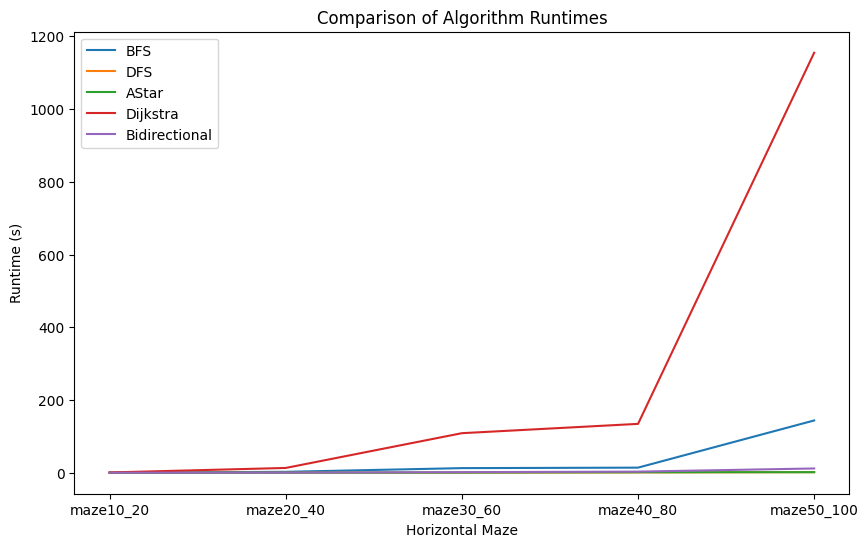 Comparison of Algorithm Runtimes
BFS
DFS
AStar
Dijkstra
Bidirectional
1200
1000
800
600
400
200
0
Runtime (s)
maze10_20 maze20_40 maze30_60 maze40_80 maze50_100
Horizontal Maze